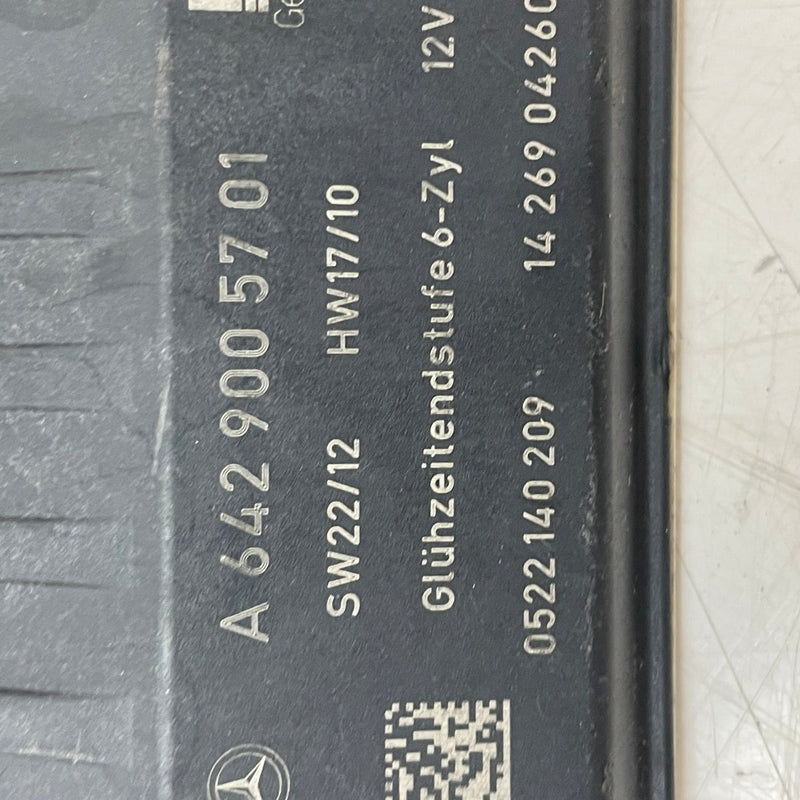 A 642 900 57 01
SW22/12 HW17/10
Glühzeitendstufe 6-Zyl 12V
0522 140 209 14 269 04260